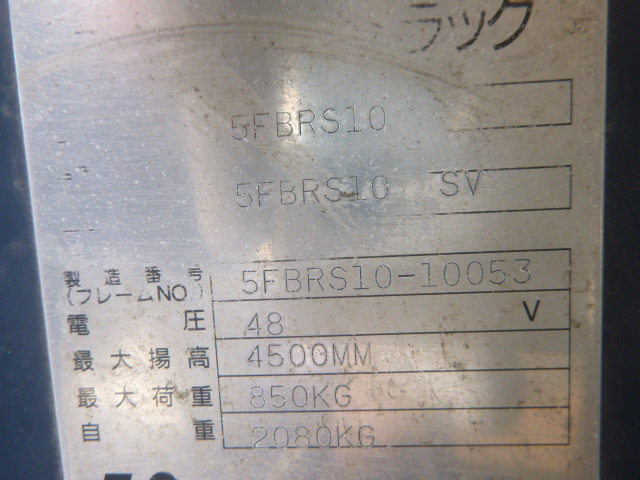 ラック
5FBRS10
5FBRS10 SV
製造番号
(フレームNO.) 5FBRS10-10053
電圧 48 V
最大揚高 4500MM
最大荷重 850KG
自重 2080KG